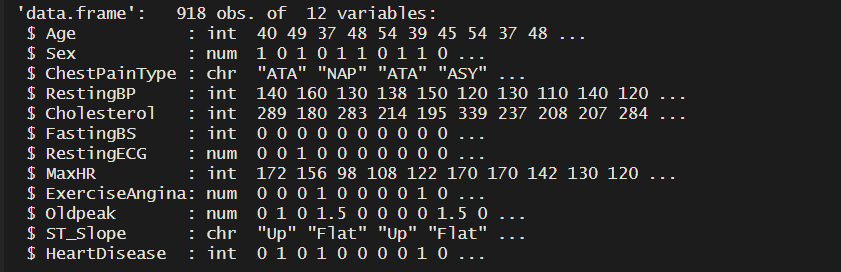 'data.frame':   918 obs. of  12 variables:
 $ Age           : int  40 49 37 48 54 39 45 54 37 48 ...
 $ Sex           : num  1 0 1 0 1 1 0 1 1 0 ...
 $ ChestPainType : chr  "ATA" "NAP" "ATA" "ASY" ...
 $ RestingBP     : int  140 160 130 138 150 120 130 110 140 120 ...
 $ Cholesterol   : int  289 180 283 214 195 339 237 208 207 284 ...
 $ FastingBS     : int  0 0 0 0 0 0 0 0 0 0 ...
 $ RestingECG    : num  0 0 1 0 0 0 0 0 0 0 ...
 $ MaxHR         : int  172 156 98 108 122 170 170 142 130 120 ...
 $ ExerciseAngina: num  0 0 0 1 0 0 0 0 1 0 ...
 $ Oldpeak       : num  0 1 0 1.5 0 0 0 0 1.5 0 ...
 $ ST_Slope      : chr  "Up" "Flat" "Up" "Flat" ...
 $ HeartDisease  : int  0 1 0 1 0 0 0 0 1 0 ...